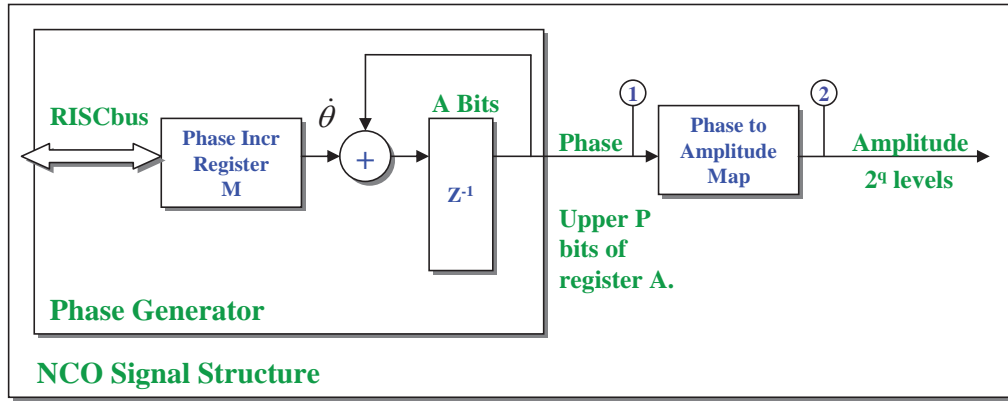 RISCbus
Phase Incr
Register
M
θ̇
+
A Bits
Z⁻¹
Phase
1
Phase to
Amplitude
Map
2
Amplitude
2^q levels
Upper P
bits of
register A.
Phase Generator
NCO Signal Structure